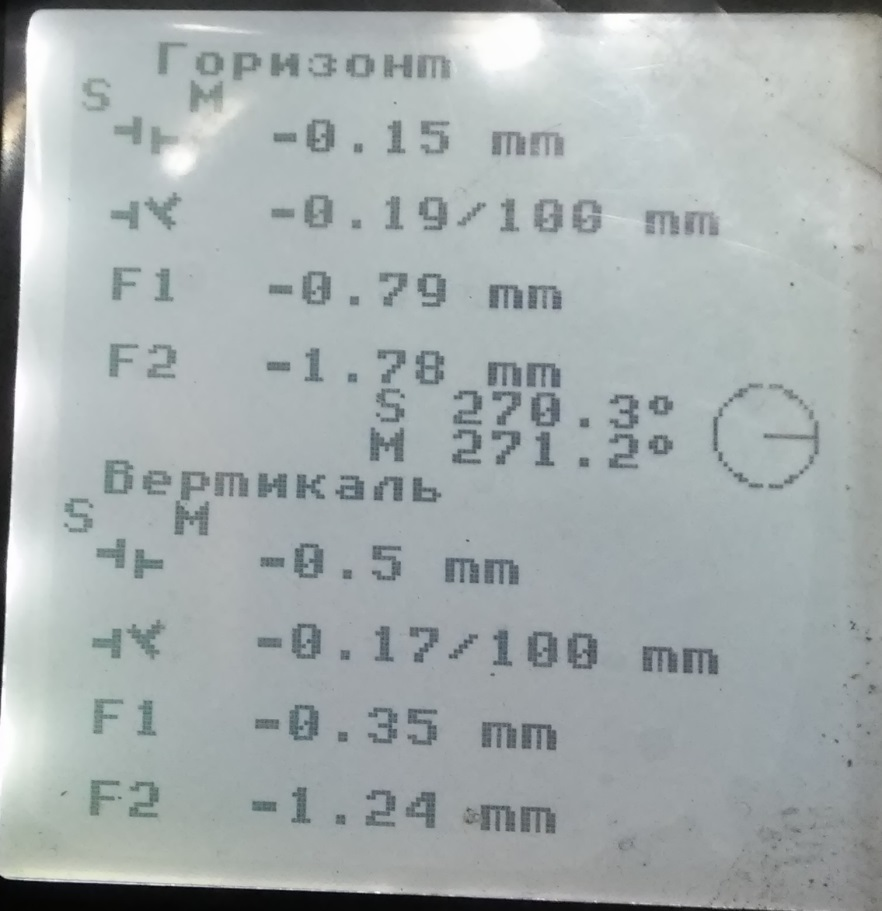 Горизонт
S M
-0.15 mm
-0.19/100 mm
F1 -0.79 mm
F2 -1.78 mm
S 270.3°
M 271.2°
Вертикаль
S M
-0.5 mm
-0.17/100 mm
F1 -0.35 mm
F2 -1.24 mm